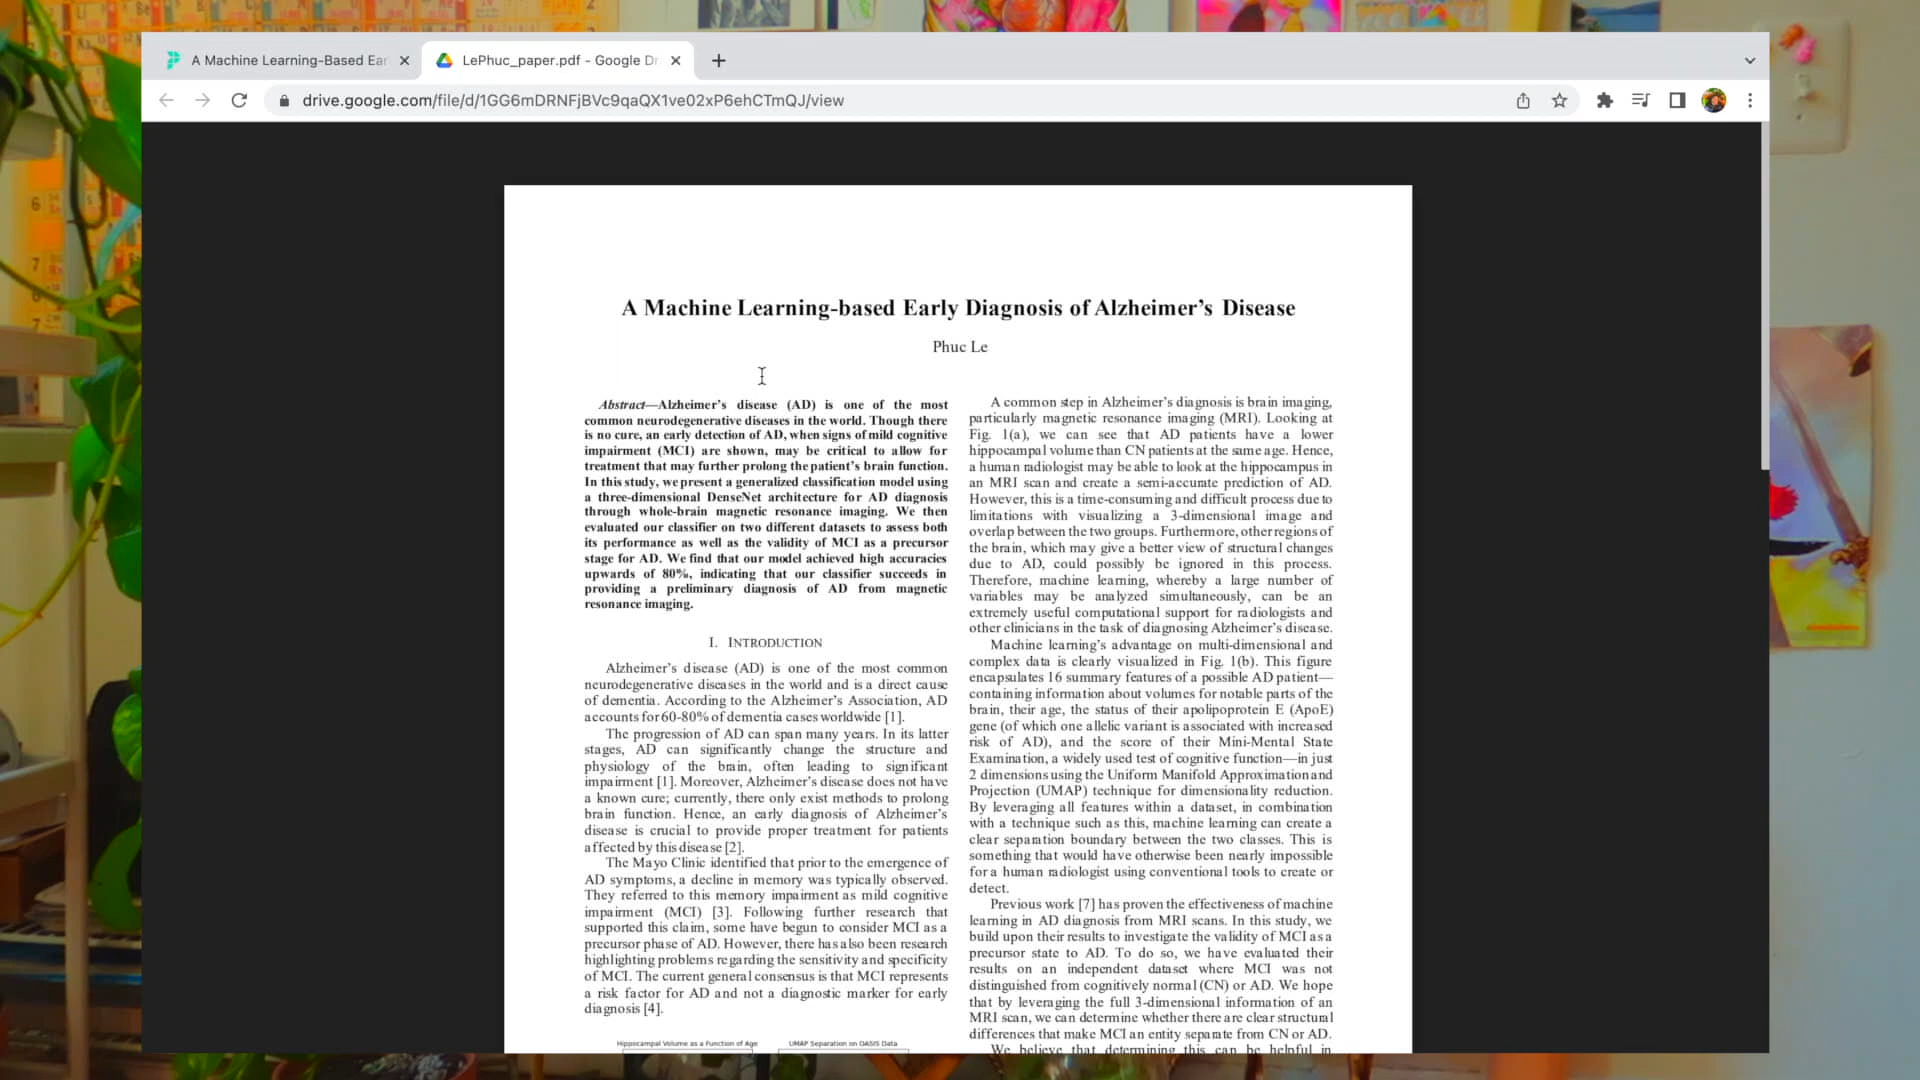 A Machine Learning-Based Ear
LePhuc_paper.pdf - Google Dr
drive.google.com/file/d/1GG6mDRNFjBVc9qaQX1ve02xP6ehCTmQJ/view
A Machine Learning-based Early Diagnosis of Alzheimer's Disease
Phuc Le
Abstract—Alzheimer's disease (AD) is one of the most
common neurodegenerative diseases in the world. Though there
is no cure, an early detection of AD, when signs of mild cognitive
impairment (MCI) are shown, may be critical to allow for
treatment that may further prolong the patient's brain function.
In this study, we present a generalized classification model using
a three-dimensional DenseNet architecture for AD diagnosis
through whole-brain magnetic resonance imaging. We then
evaluated our classifier on two different datasets to assess both
its performance as well as the validity of MCI as a precursor
stage for AD. We find that our model achieved high accuracies
upwards of 80%, indicating that our classifier succeeds in
providing a preliminary diagnosis of AD from magnetic
resonance imaging.
I. INTRODUCTION
Alzheimer's disease (AD) is one of the most common
neurodegenerative diseases in the world and is a direct cause
of dementia. According to the Alzheimer's Association, AD
accounts for 60-80% of dementia cases worldwide [1].
The progression of AD can span many years. In its latter
stages, AD can significantly change the structure and
physiology of the brain, often leading to significant
impairment [1]. Moreover, Alzheimer's disease does not have
a known cure; currently, there only exist methods to prolong
brain function. Hence, an early diagnosis of Alzheimer's
disease is crucial to provide proper treatment for patients
affected by this disease [2].
The Mayo Clinic identified that prior to the emergence of
AD symptoms, a decline in memory was typically observed.
They referred to this memory impairment as mild cognitive
impairment (MCI) [3]. Following further research that
supported this claim, some have begun to consider MCI as a
precursor phase of AD. However, there has also been research
highlighting problems regarding the sensitivity and specificity
of MCI. The current general consensus is that MCI represents
a risk factor for AD and not a diagnostic marker for early
diagnosis [4].
Hippocampal Volume as a Function of Age
UMAP Separation on OASIS Data
A common step in Alzheimer's diagnosis is brain imaging,
particularly magnetic resonance imaging (MRI). Looking at
Fig. 1(a), we can see that AD patients have a lower
hippocampal volume than CN patients at the same age. Hence,
a human radiologist may be able to look at the hippocampus in
an MRI scan and create a semi-accurate prediction of AD.
However, this is a time-consuming and difficult process due to
limitations with visualizing a 3-dimensional image and
overlap between the two groups. Furthermore, other regions of
the brain, which may give a better view of structural changes
due to AD, could possibly be ignored in this process.
Therefore, machine learning, whereby a large number of
variables may be analyzed simultaneously, can be an
extremely useful computational support for radiologists and
other clinicians in the task of diagnosing Alzheimer's disease.
Machine learning's advantage on multi-dimensional and
complex data is clearly visualized in Fig. 1(b). This figure
encapsulates 16 summary features of a possible AD patient—
containing information about volumes for notable parts of the
brain, their age, the status of their apolipoprotein E (ApoE)
gene (of which one allelic variant is associated with increased
risk of AD), and the score of their Mini-Mental State
Examination, a widely used test of cognitive function—in just
2 dimensions using the Uniform Manifold Approximation and
Projection (UMAP) technique for dimensionality reduction.
By leveraging all features within a dataset, in combination
with a technique such as this, machine learning can create a
clear separation boundary between the two classes. This is
something that would have otherwise been nearly impossible
for a human radiologist using conventional tools to create or
detect.
Previous work [7] has proven the effectiveness of machine
learning in AD diagnosis from MRI scans. In this study, we
build upon their results to investigate the validity of MCI as a
precursor state to AD. To do so, we have evaluated their
results on an independent dataset where MCI was not
distinguished from cognitively normal (CN) or AD. We hope
that by leveraging the full 3-dimensional information of an
MRI scan, we can determine whether there are clear structural
differences that make MCI an entity separate from CN or AD.
We believe that determining this can be helpful in